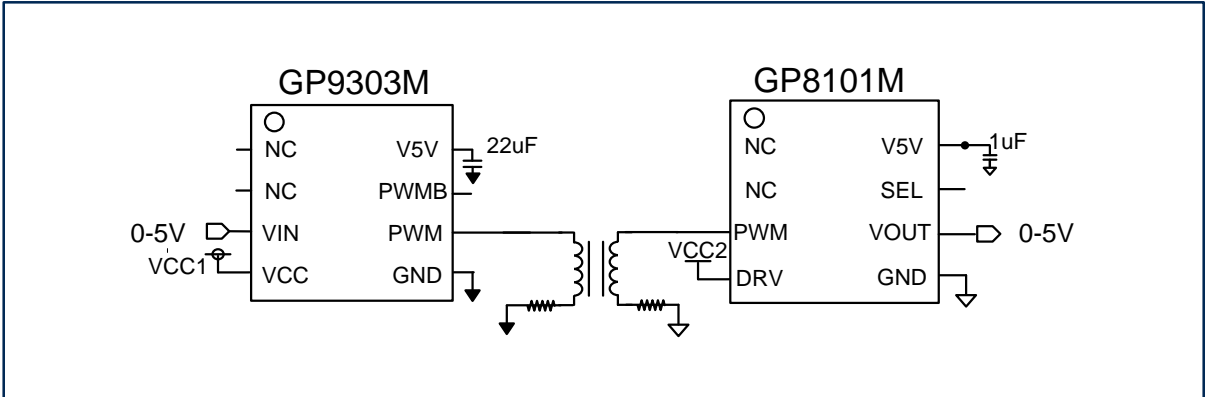 GP9303M
NC
NC
VIN
VCC
V5V
PWMB
PWM
GND
22uF
0-5V
VCC1
GP8101M
NC
NC
PWM
DRV
V5V
SEL
VOUT
GND
VCC2
1uF
0-5V